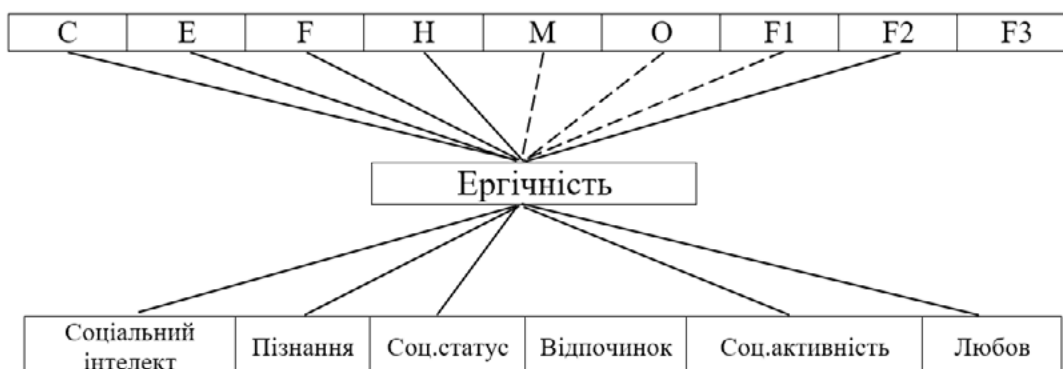 C E F H M O F1 F2 F3
Ергічність
Соціальний
інтелект
Пізнання
Соц.статус
Відпочинок
Соц.активність
Любов